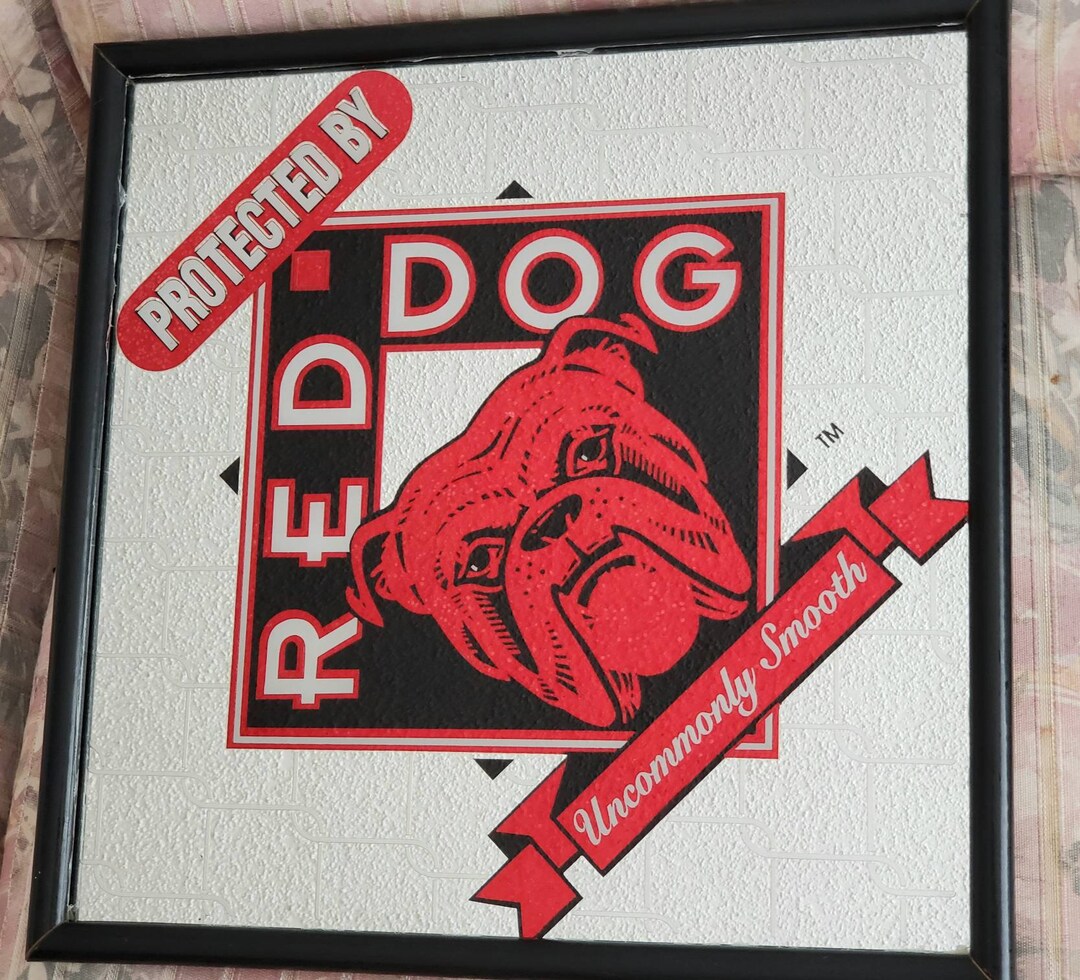 PROTECTED BY
RED DOG
TM
Uncommonly Smooth